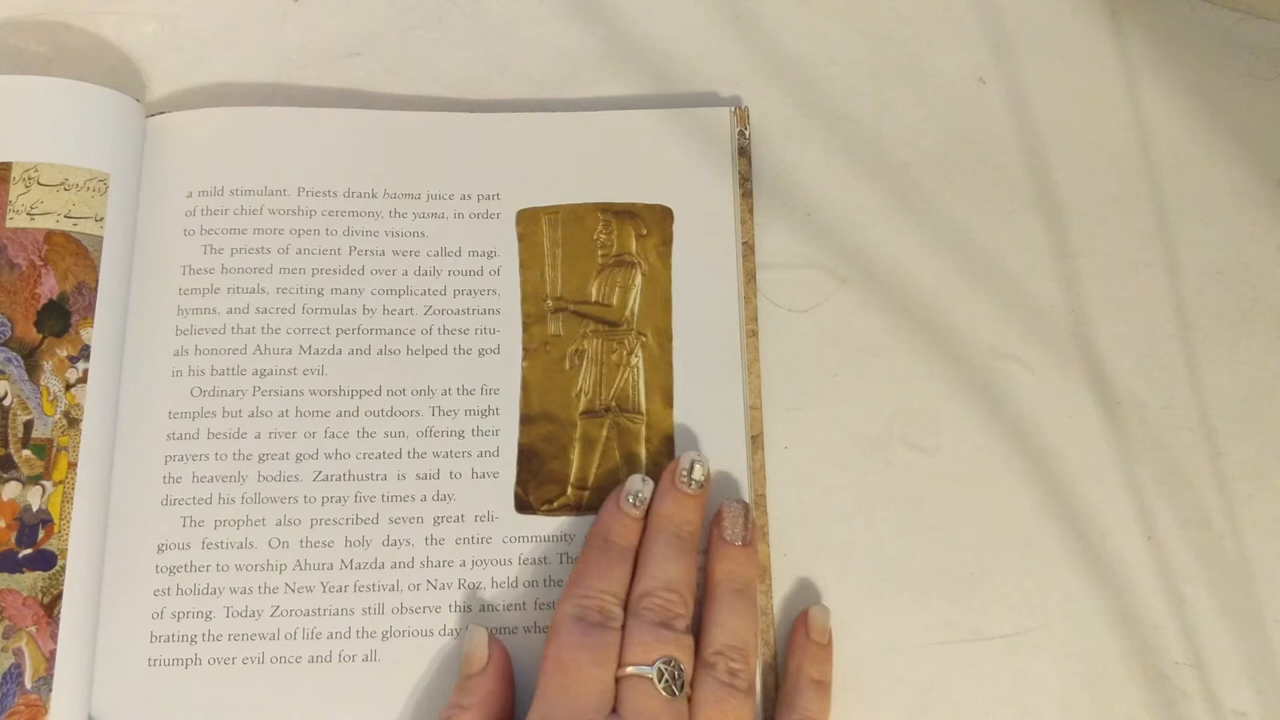 a mild stimulant. Priests drank haoma juice as part
of their chief worship ceremony, the yasna, in order
to become more open to divine visions.
The priests of ancient Persia were called magi.
These honored men presided over a daily round of
temple rituals, reciting many complicated prayers,
hymns, and sacred formulas by heart. Zoroastrians
believed that the correct performance of these ritu-
als honored Ahura Mazda and also helped the god
in his battle against evil.
Ordinary Persians worshipped not only at the fire
temples but also at home and outdoors. They might
stand beside a river or face the sun, offering their
prayers to the great god who created the waters and
the heavenly bodies. Zarathustra is said to have
directed his followers to pray five times a day.
The prophet also prescribed seven great reli-
gious festivals. On these holy days, the entire community
together to worship Ahura Mazda and share a joyous feast.
est holiday was the New Year festival, or Nav Roz, held on the
of spring. Today Zoroastrians still observe this ancient
brating the renewal of life and the glorious day
triumph over evil once and for all.